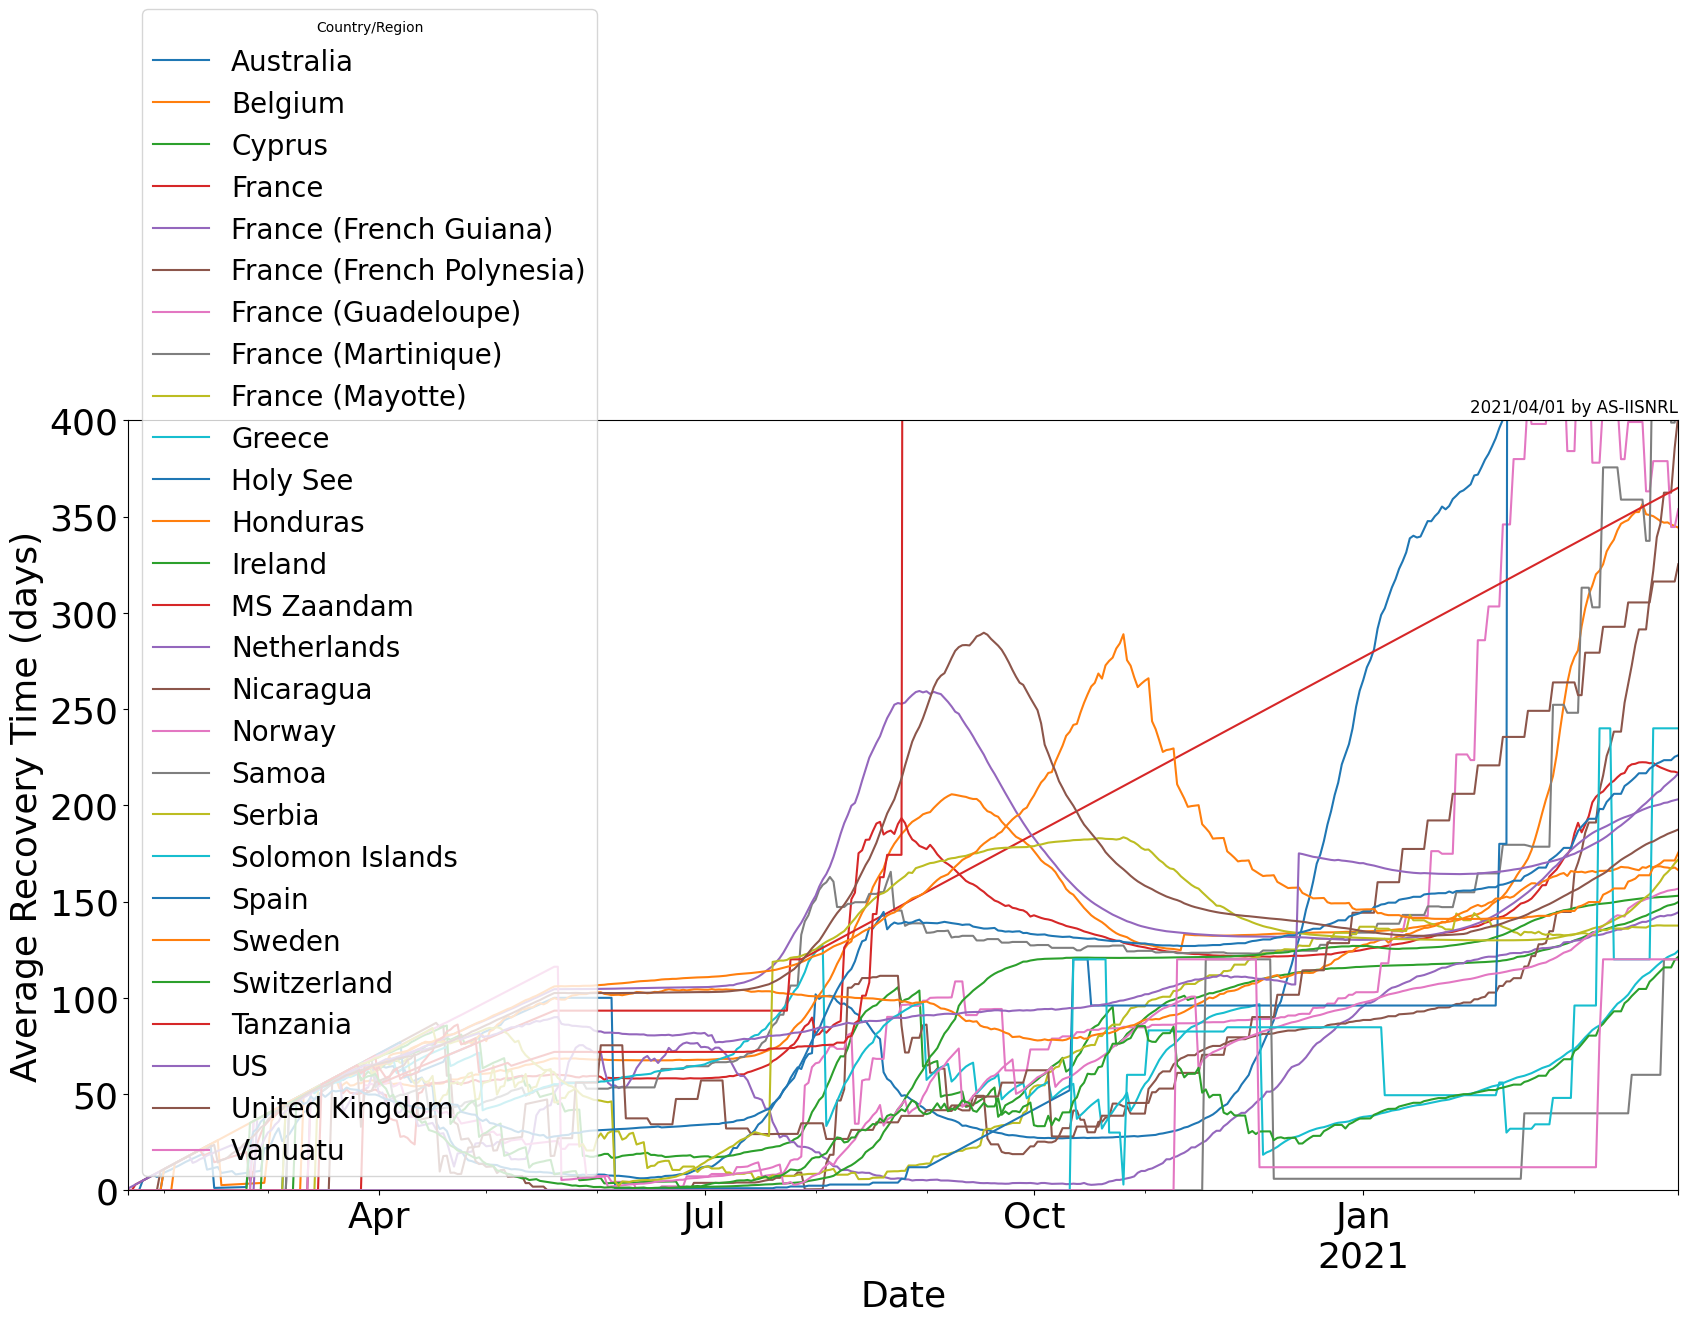 Country/Region
Australia
Belgium
Cyprus
France
France (French Guiana)
France (French Polynesia)
France (Guadeloupe)
France (Martinique)
France (Mayotte)
Greece
Holy See
Honduras
Ireland
MS Zaandam
Netherlands
Nicaragua
Norway
Samoa
Serbia
Solomon Islands
Spain
Sweden
Switzerland
Tanzania
US
United Kingdom
Vanuatu
2021/04/01 by AS-IISNRL
Average Recovery Time (days)
400
350
300
250
200
150
100
50
0
Apr
Jul
Oct
Jan
2021
Date